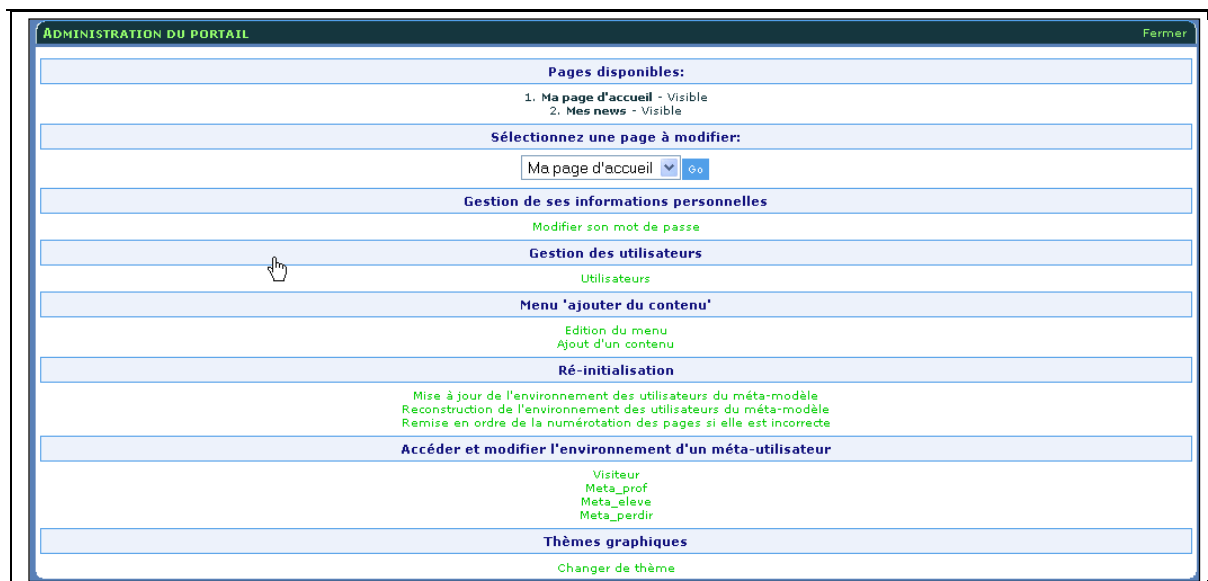 ADMINISTRATION DU PORTAIL Fermer
Pages disponibles:
1. Ma page d'accueil - Visible
2. Mes news - Visible
Sélectionnez une page à modifier:
Ma page d'accueil Go
Gestion de ses informations personnelles
Modifier son mot de passe
Gestion des utilisateurs
Utilisateurs
Menu 'ajouter du contenu'
Edition du menu
Ajout d'un contenu
Ré-initialisation
Mise à jour de l'environnement des utilisateurs du méta-modèle
Reconstruction de l'environnement des utilisateurs du méta-modèle
Remise en ordre de la numérotation des pages si elle est incorrecte
Accéder et modifier l'environnement d'un méta-utilisateur
Visiteur
Meta_prof
Meta_eleve
Meta_perdir
Thèmes graphiques
Changer de thème